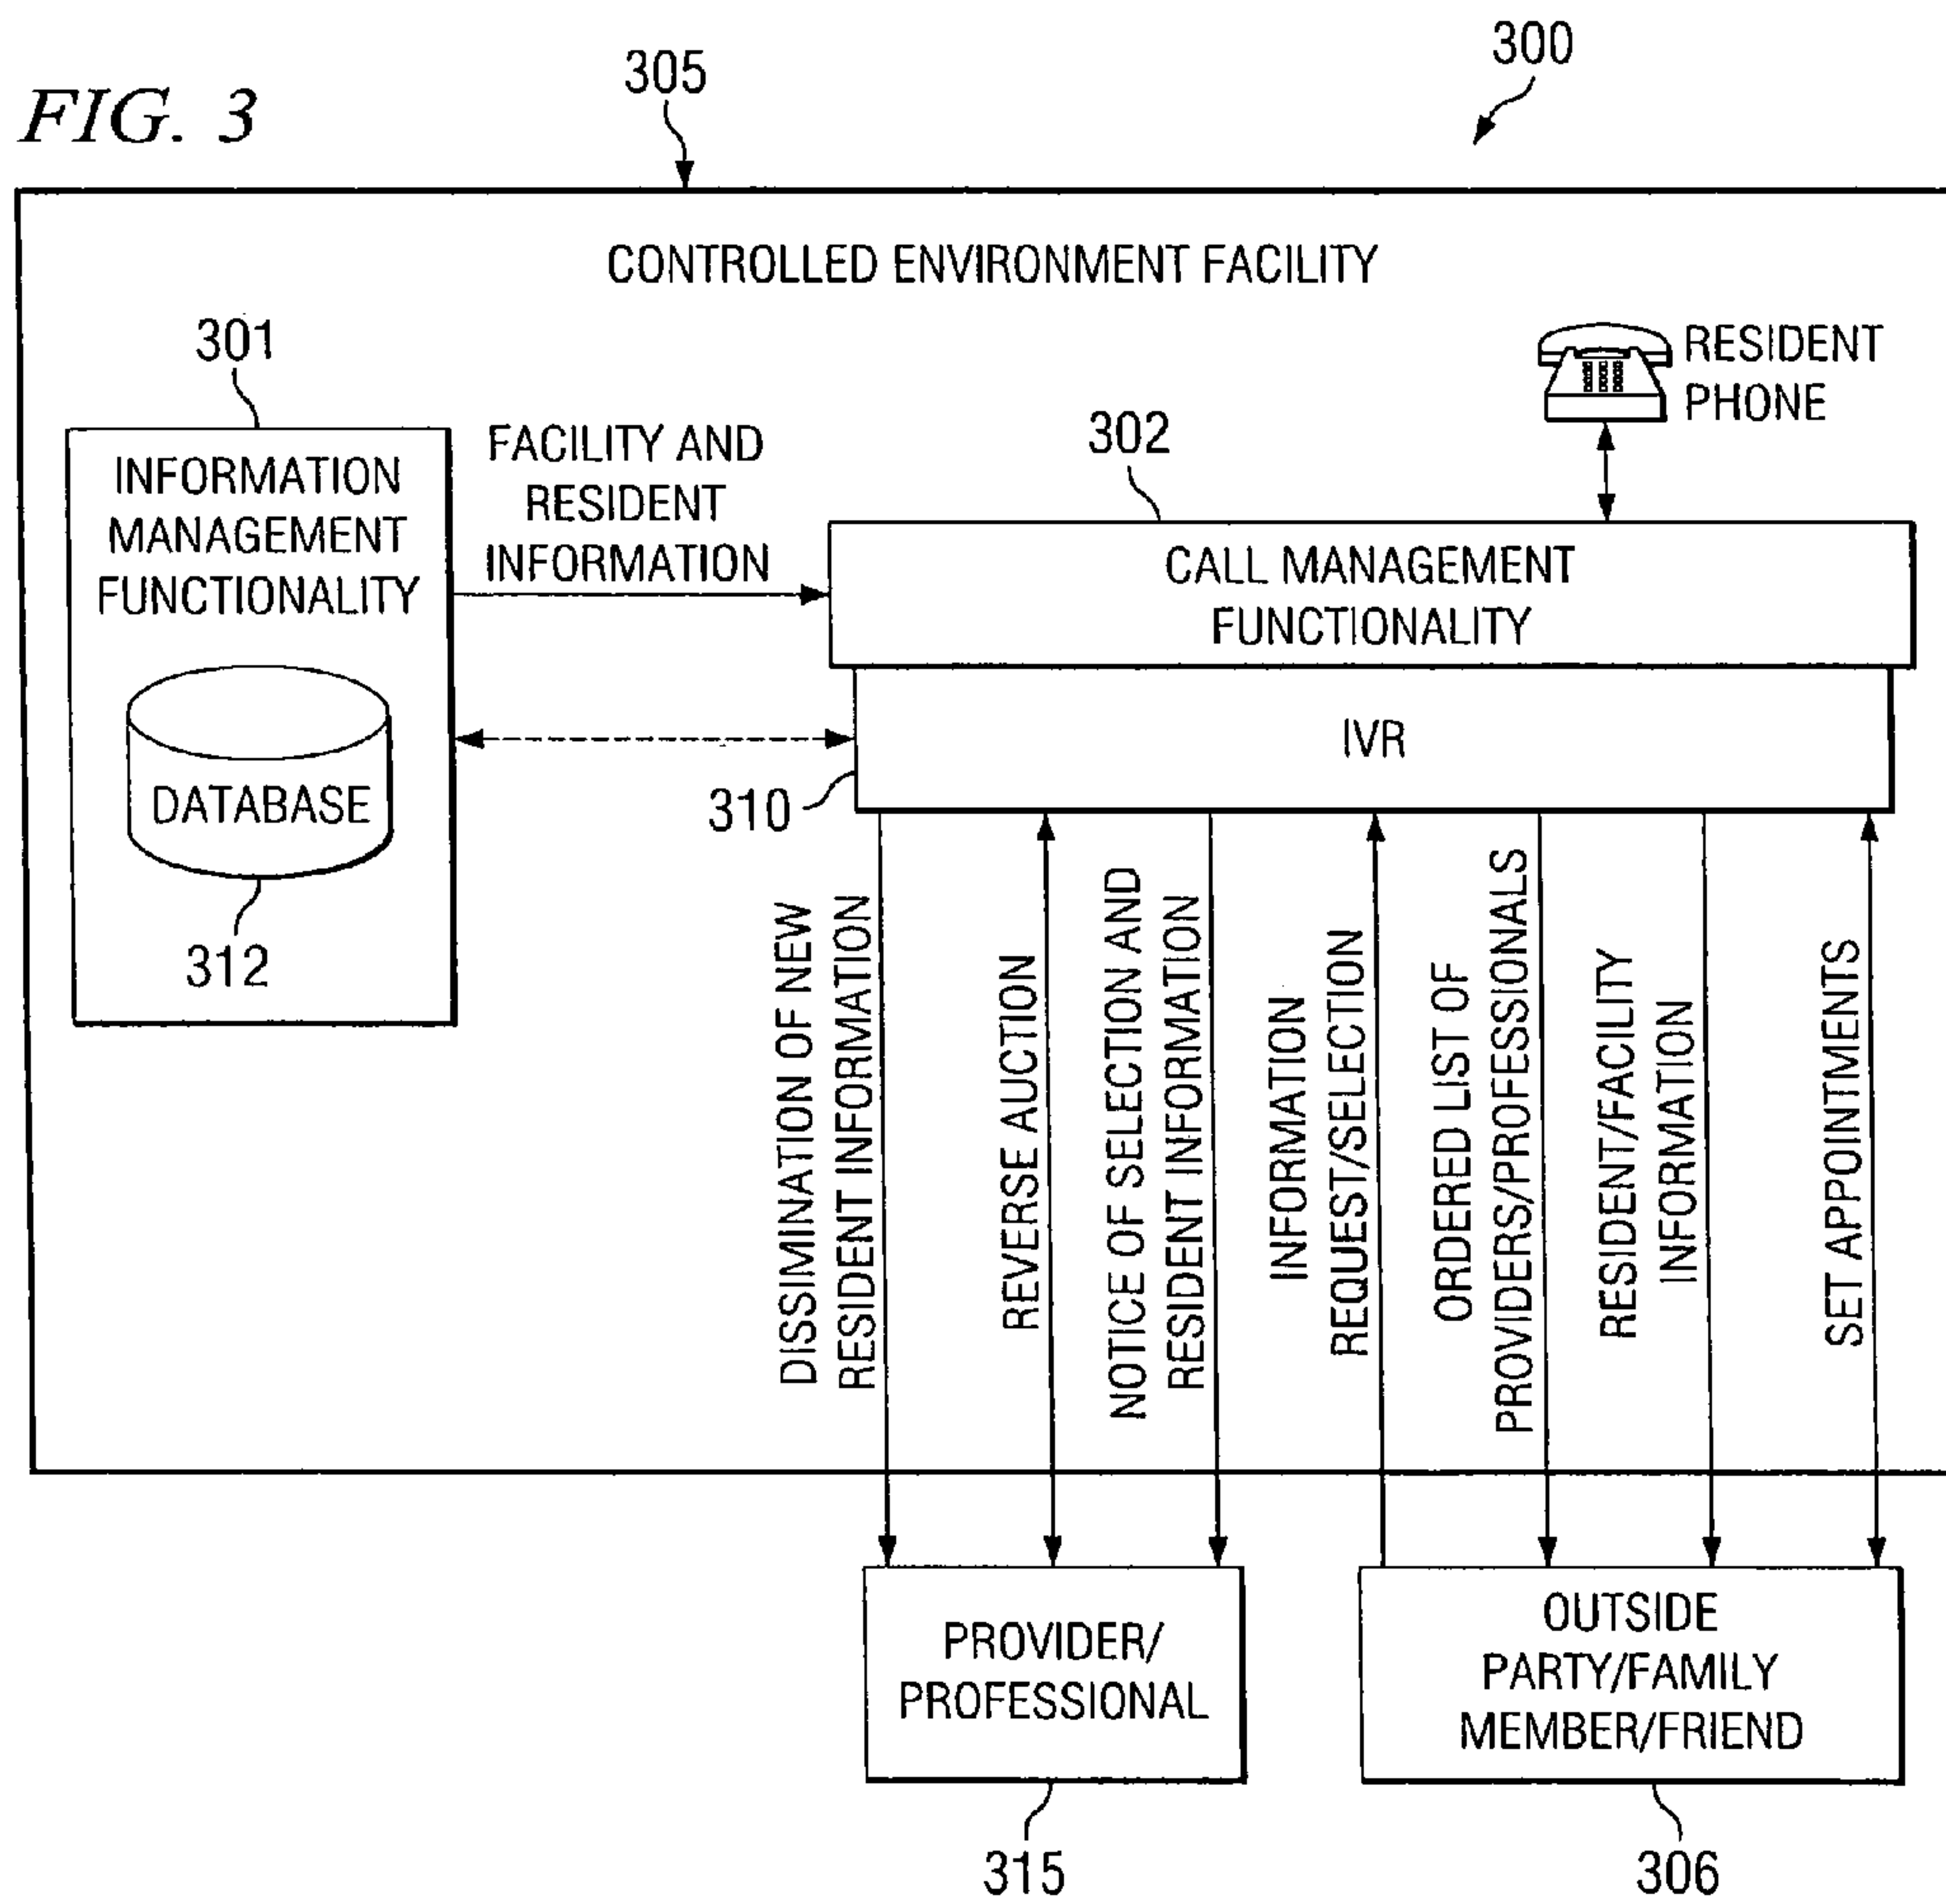 FIG. 3
305
300
CONTROLLED ENVIRONMENT FACILITY
301
INFORMATION
MANAGEMENT
FUNCTIONALITY
DATABASE
312
FACILITY AND
RESIDENT
INFORMATION
RESIDENT
PHONE
302
CALL MANAGEMENT
FUNCTIONALITY
IVR
310
DISSIMINATION OF NEW
RESIDENT INFORMATION
REVERSE AUCTION
NOTICE OF SELECTION AND
RESIDENT INFORMATION
INFORMATION
REQUEST/SELECTION
ORDERED LIST OF
PROVIDERS/PROFESSIONALS
RESIDENT/FACILITY
INFORMATION
SET APPOINTMENTS
PROVIDER/
PROFESSIONAL
315
OUTSIDE
PARTY/FAMILY
MEMBER/FRIEND
306